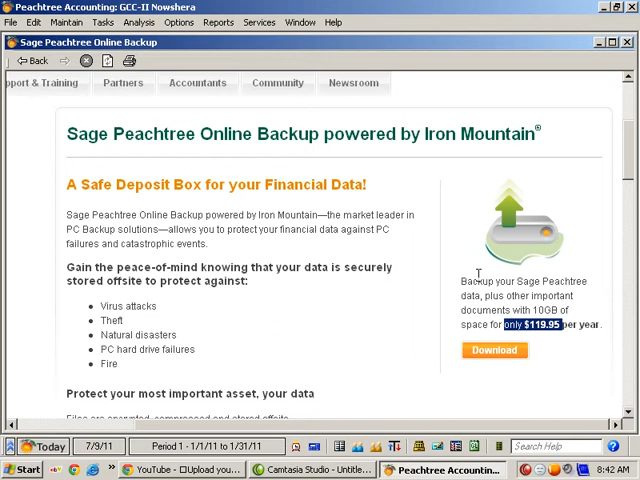 Peachtree Accounting: GCC-II Nowshera
File Edit Maintain Tasks Analysis Options Reports Services Window Help
Sage Peachtree Online Backup
Back
pport & Training Partners Accountants Community Newsroom
Sage Peachtree Online Backup powered by Iron Mountain®
A Safe Deposit Box for your Financial Data!
Sage Peachtree Online Backup powered by Iron Mountain—the market leader in
PC Backup solutions—allows you to protect your financial data against PC
failures and catastrophic events.
Gain the peace-of-mind knowing that your data is securely
stored offsite to protect against:
• Virus attacks
• Theft
• Natural disasters
• PC hard drive failures
• Fire
Protect your most important asset, your data
Files are encrypted, compressed and stored offsite
Backup your Sage Peachtree
data, plus other important
documents with 10GB of
space for only $119.95 per year.
Download
Today 7/9/11 Period 1 - 1/1/11 to 1/31/11 Search Help
Start YouTube - Upload you... Camtasia Studio - Untitle... Peachtree Accountin... 8:42 AM